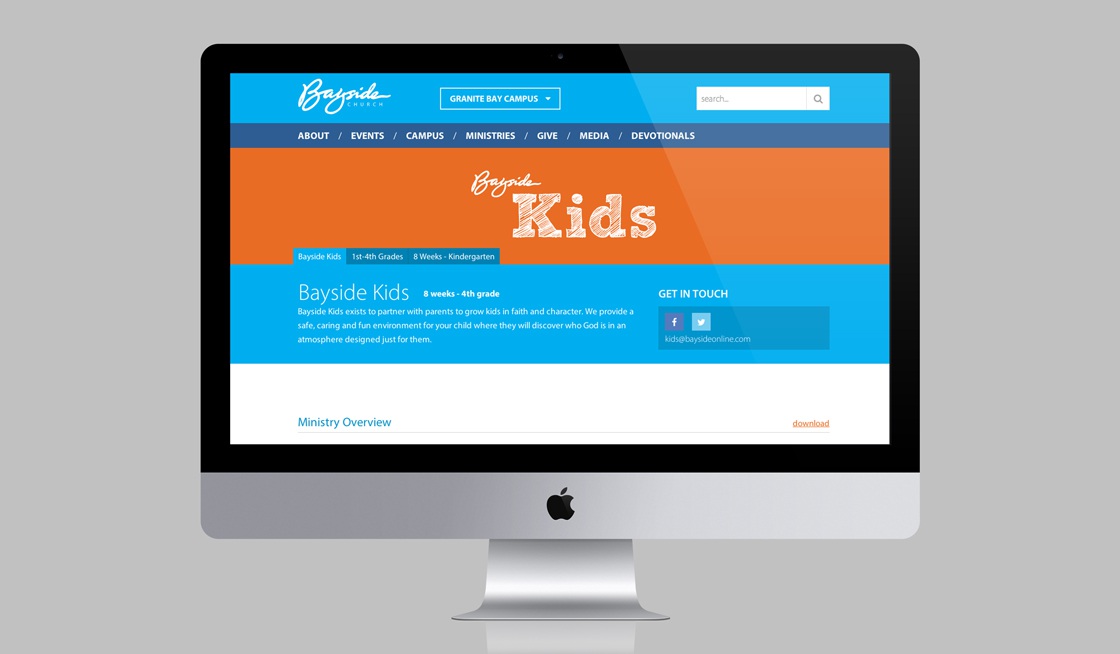 Bayside
CHURCH
GRANITE BAY CAMPUS
search...
ABOUT / EVENTS / CAMPUS / MINISTRIES / GIVE / MEDIA / DEVOTIONALS
Bayside
Kids
Bayside Kids 1st-4th Grades 8 Weeks - Kindergarten
Bayside Kids 8 weeks - 4th grade
Bayside Kids exists to partner with parents to grow kids in faith and character. We provide a
safe, caring and fun environment for your child where they will discover who God is in an
atmosphere designed just for them.
GET IN TOUCH
f
kids@baysideonline.com
Ministry Overview
download